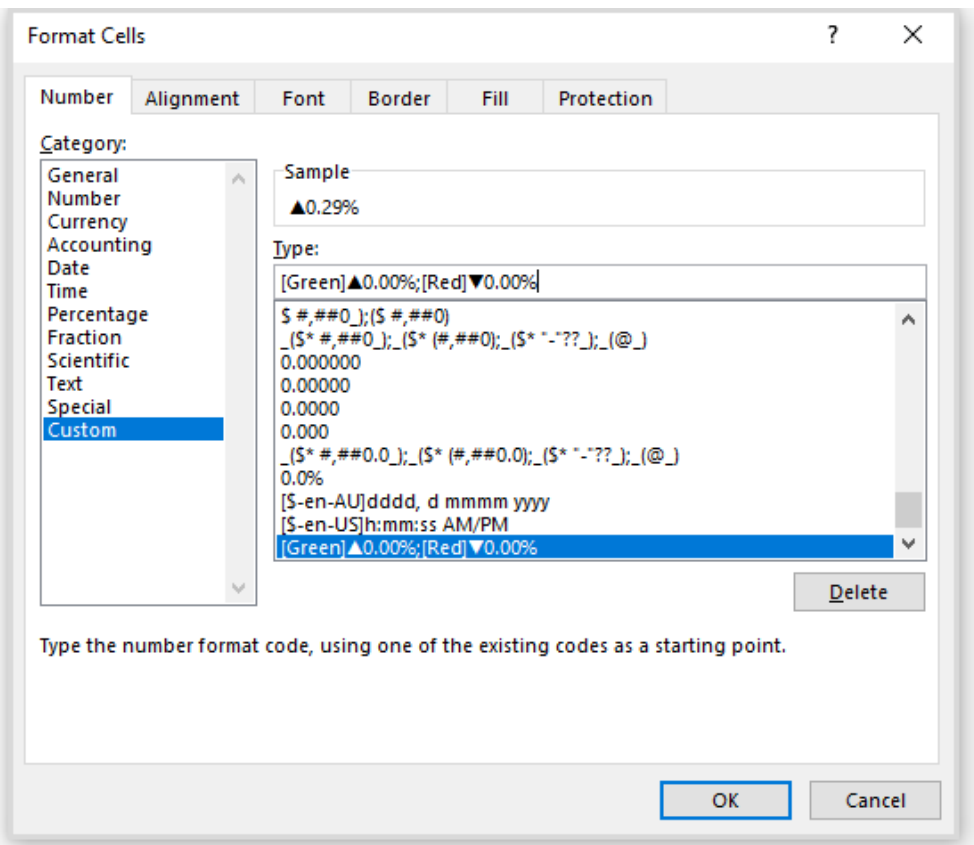 Format Cells ? ×
Number Alignment Font Border Fill Protection
Category:
General
Number
Currency
Accounting
Date
Time
Percentage
Fraction
Scientific
Text
Special
Custom
Sample
▲0.29%
Type:
[Green]▲0.00%;[Red]▼0.00%
$ #,##0_);($ #,##0)
_($* #,##0_);_($* (#,##0);_($* "-"??_);_(@_)
0.000000
0.00000
0.0000
0.000
_($* #,##0.0_);_($* (#,##0.0);_($* "-"??_);_(@_)
0.0%
[$-en-AU]dddd, d mmmm yyyy
[$-en-US]h:mm:ss AM/PM
[Green]▲0.00%;[Red]▼0.00%
Delete
Type the number format code, using one of the existing codes as a starting point.
OK Cancel